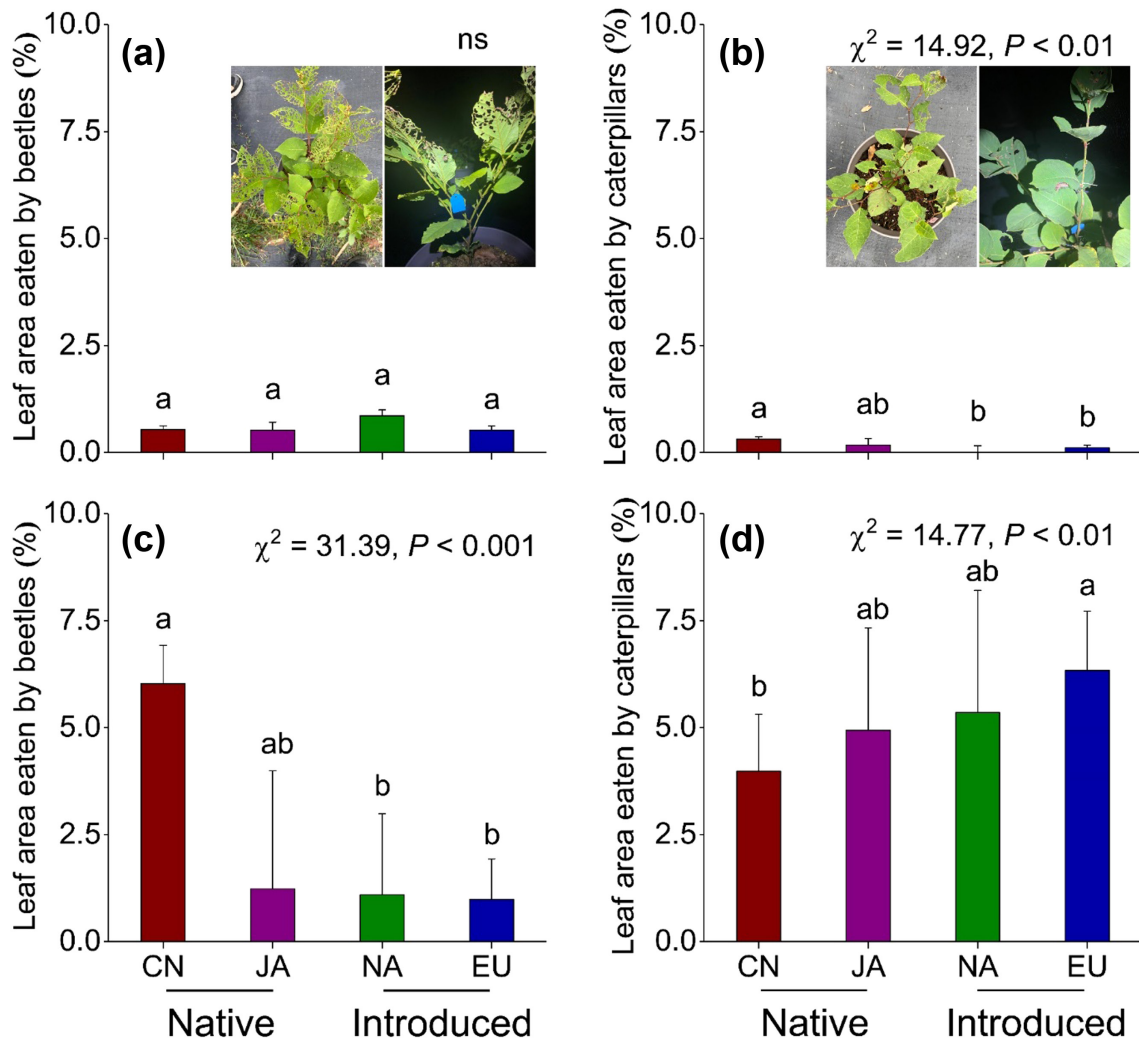 (a)
ns
Leaf area eaten by beetles (%)
10.0
7.5
5.0
2.5
0.0
a
a
a
a
(b)
χ² = 14.92, P < 0.01
Leaf area eaten by caterpillars (%)
10.0
7.5
5.0
2.5
0.0
a
ab
b
b
(c)
χ² = 31.39, P < 0.001
Leaf area eaten by beetles (%)
10.0
7.5
5.0
2.5
0.0
a
ab
b
b
CN JA NA EU
Native Introduced
(d)
χ² = 14.77, P < 0.01
Leaf area eaten by caterpillars (%)
10.0
7.5
5.0
2.5
0.0
b
ab
ab
a
CN JA NA EU
Native Introduced